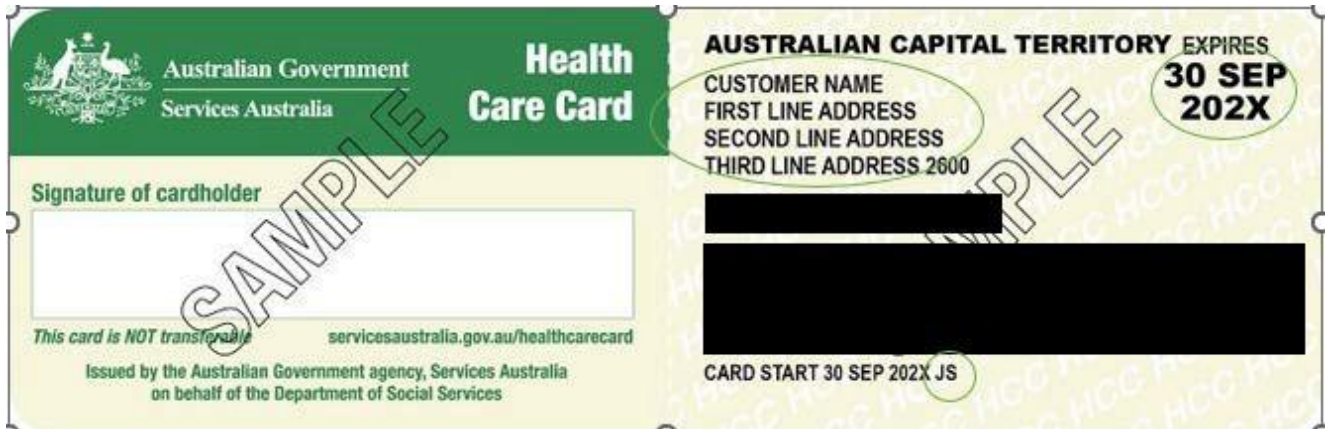 Australian Government
Services Australia
Health
Care Card
Signature of cardholder
SAMPLE
This card is NOT transferable
servicesaustralia.gov.au/healthcarecard
Issued by the Australian Government agency, Services Australia
on behalf of the Department of Social Services
AUSTRALIAN CAPITAL TERRITORY EXPIRES
30 SEP
202X
CUSTOMER NAME
FIRST LINE ADDRESS
SECOND LINE ADDRESS
THIRD LINE ADDRESS 2600
CARD START 30 SEP 202X JS
HCC HCC HCC